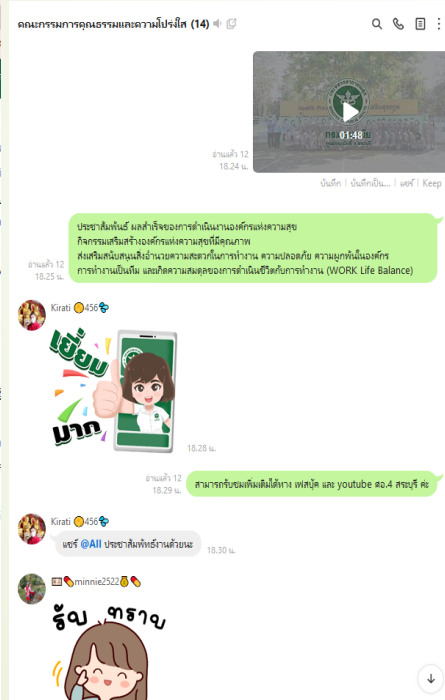 คณะกรรมการคุณธรรมและความโปร่งใส (14)
01:48
อ่านแล้ว 12
18.24 น.
บันทึก | บันทึกเป็น... | แชร์ | Keep
ประชาสัมพันธ์ ผลสำเร็จของการดำเนินงานองค์กรแห่งความสุข
กิจกรรมเสริมสร้างองค์กรแห่งความสุขที่มีคุณภาพ
ส่งเสริมสนับสนุนสิ่งอำนวยความสะดวกในการทำงาน ความปลอดภัย ความผูกพันในองค์กร
การทำงานเป็นทีม และเกิดความสมดุลของการดำเนินชีวิตกับการทำงาน (WORK Life Balance)
อ่านแล้ว 12
18.25 น.
Kirati 456
เยี่ยม
มาก
18.28 น.
อ่านแล้ว 12
18.29 น.
สามารถรับชมเพิ่มเติมได้ทาง เฟสบุ๊ค และ youtube ศอ.4 สระบุรี ค่ะ
Kirati 456
แชร์ @All ประชาสัมพัทธ์งานด้วยนะ
18.30 น.
minnie2522
รับ ทราบ